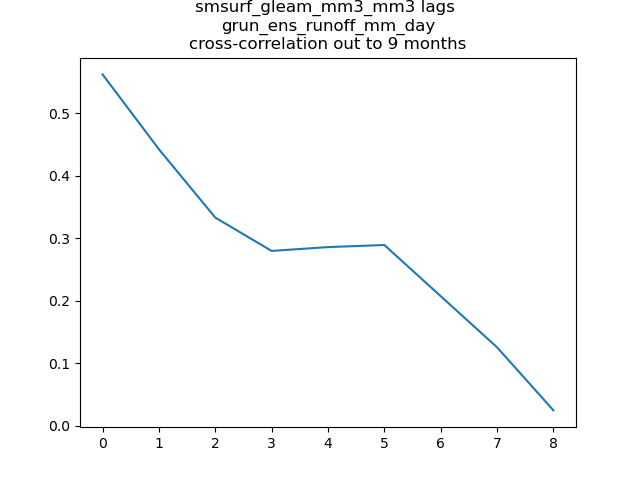 smsurf_gleam_mm3_mm3 lags
grun_ens_runoff_mm_day
cross-correlation out to 9 months
0.5
0.4
0.3
0.2
0.1
0.0
0 1 2 3 4 5 6 7 8